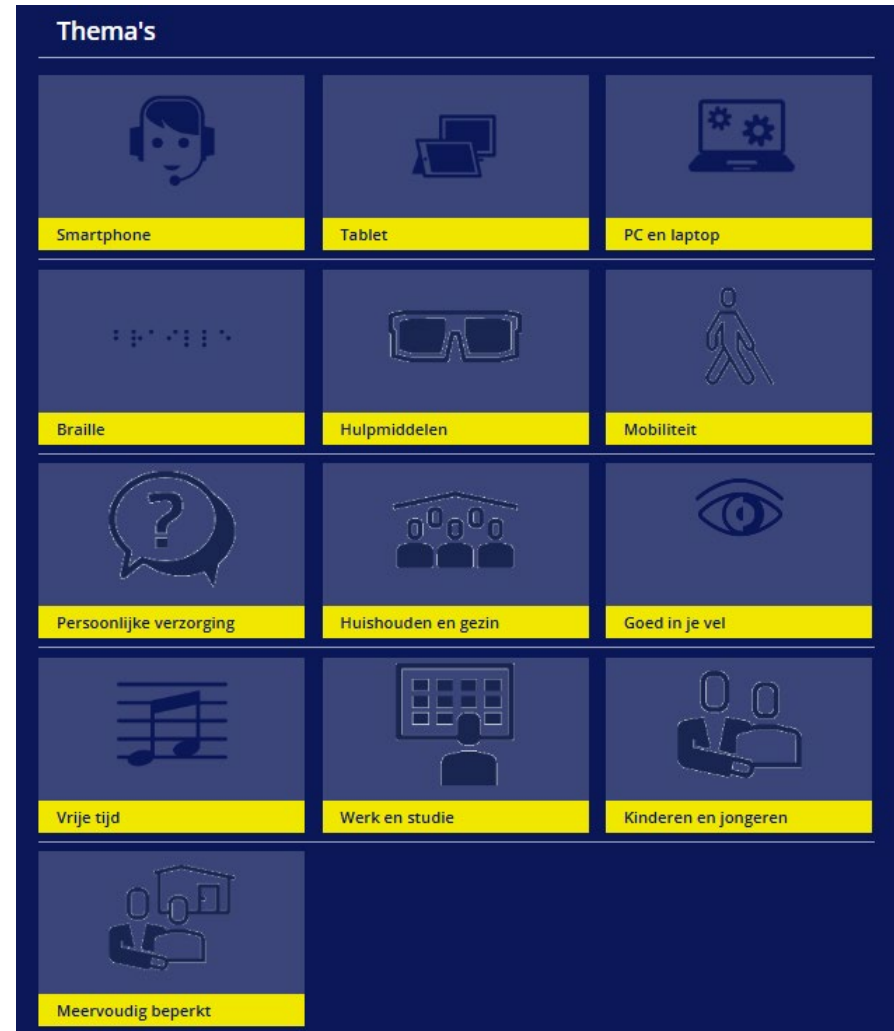 Thema's
Smartphone
Tablet
PC en laptop
⠃⠗⠁⠊⠇⠇⠑
Braille
Hulpmiddelen
Mobiliteit
?
Persoonlijke verzorging
Huishouden en gezin
Goed in je vel
Vrije tijd
Werk en studie
Kinderen en jongeren
Meervoudig beperkt